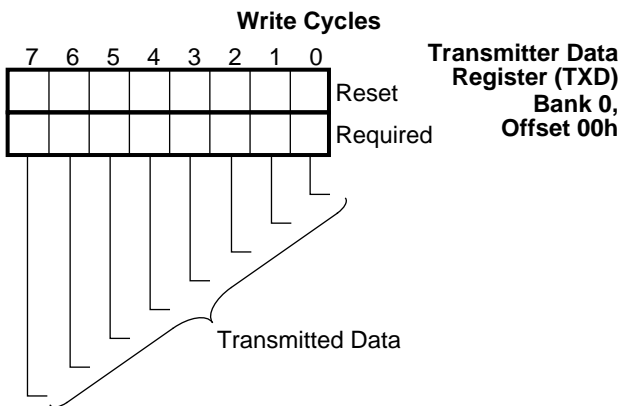 Write Cycles
7 6 5 4 3 2 1 0
Reset
Required
Transmitter Data
Register (TXD)
Bank 0,
Offset 00h
Transmitted Data